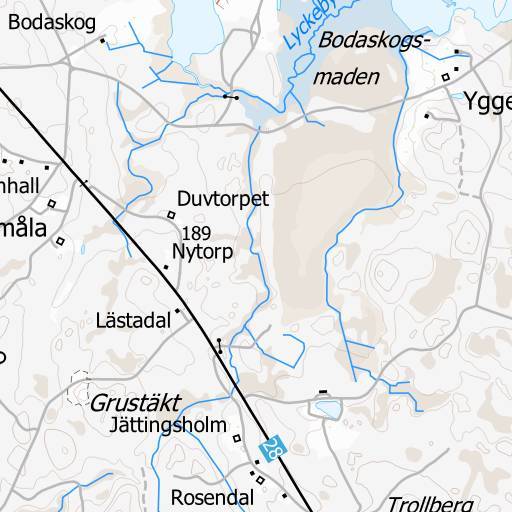 Bodaskog
Lyckeby
Bodaskogs-
maden
Ygge
nhall
måla
Duvtorpet
189
Nytorp
Lästadal
Grustäkt
Jättingsholm
28
Rosendal
Trollberg